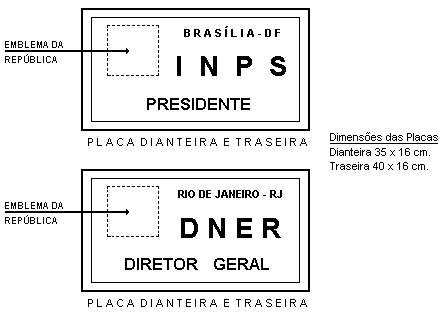 BRASÍLIA-DF
EMBLEMA DA
REPÚBLICA
INPS
PRESIDENTE
PLACA DIANTEIRA E TRASEIRA
Dimensões das Placas
Dianteira 35 x 16 cm.
Traseira 40 x 16 cm.
RIO DE JANEIRO - RJ
EMBLEMA DA
REPÚBLICA
DNER
DIRETOR GERAL
PLACA DIANTEIRA E TRASEIRA